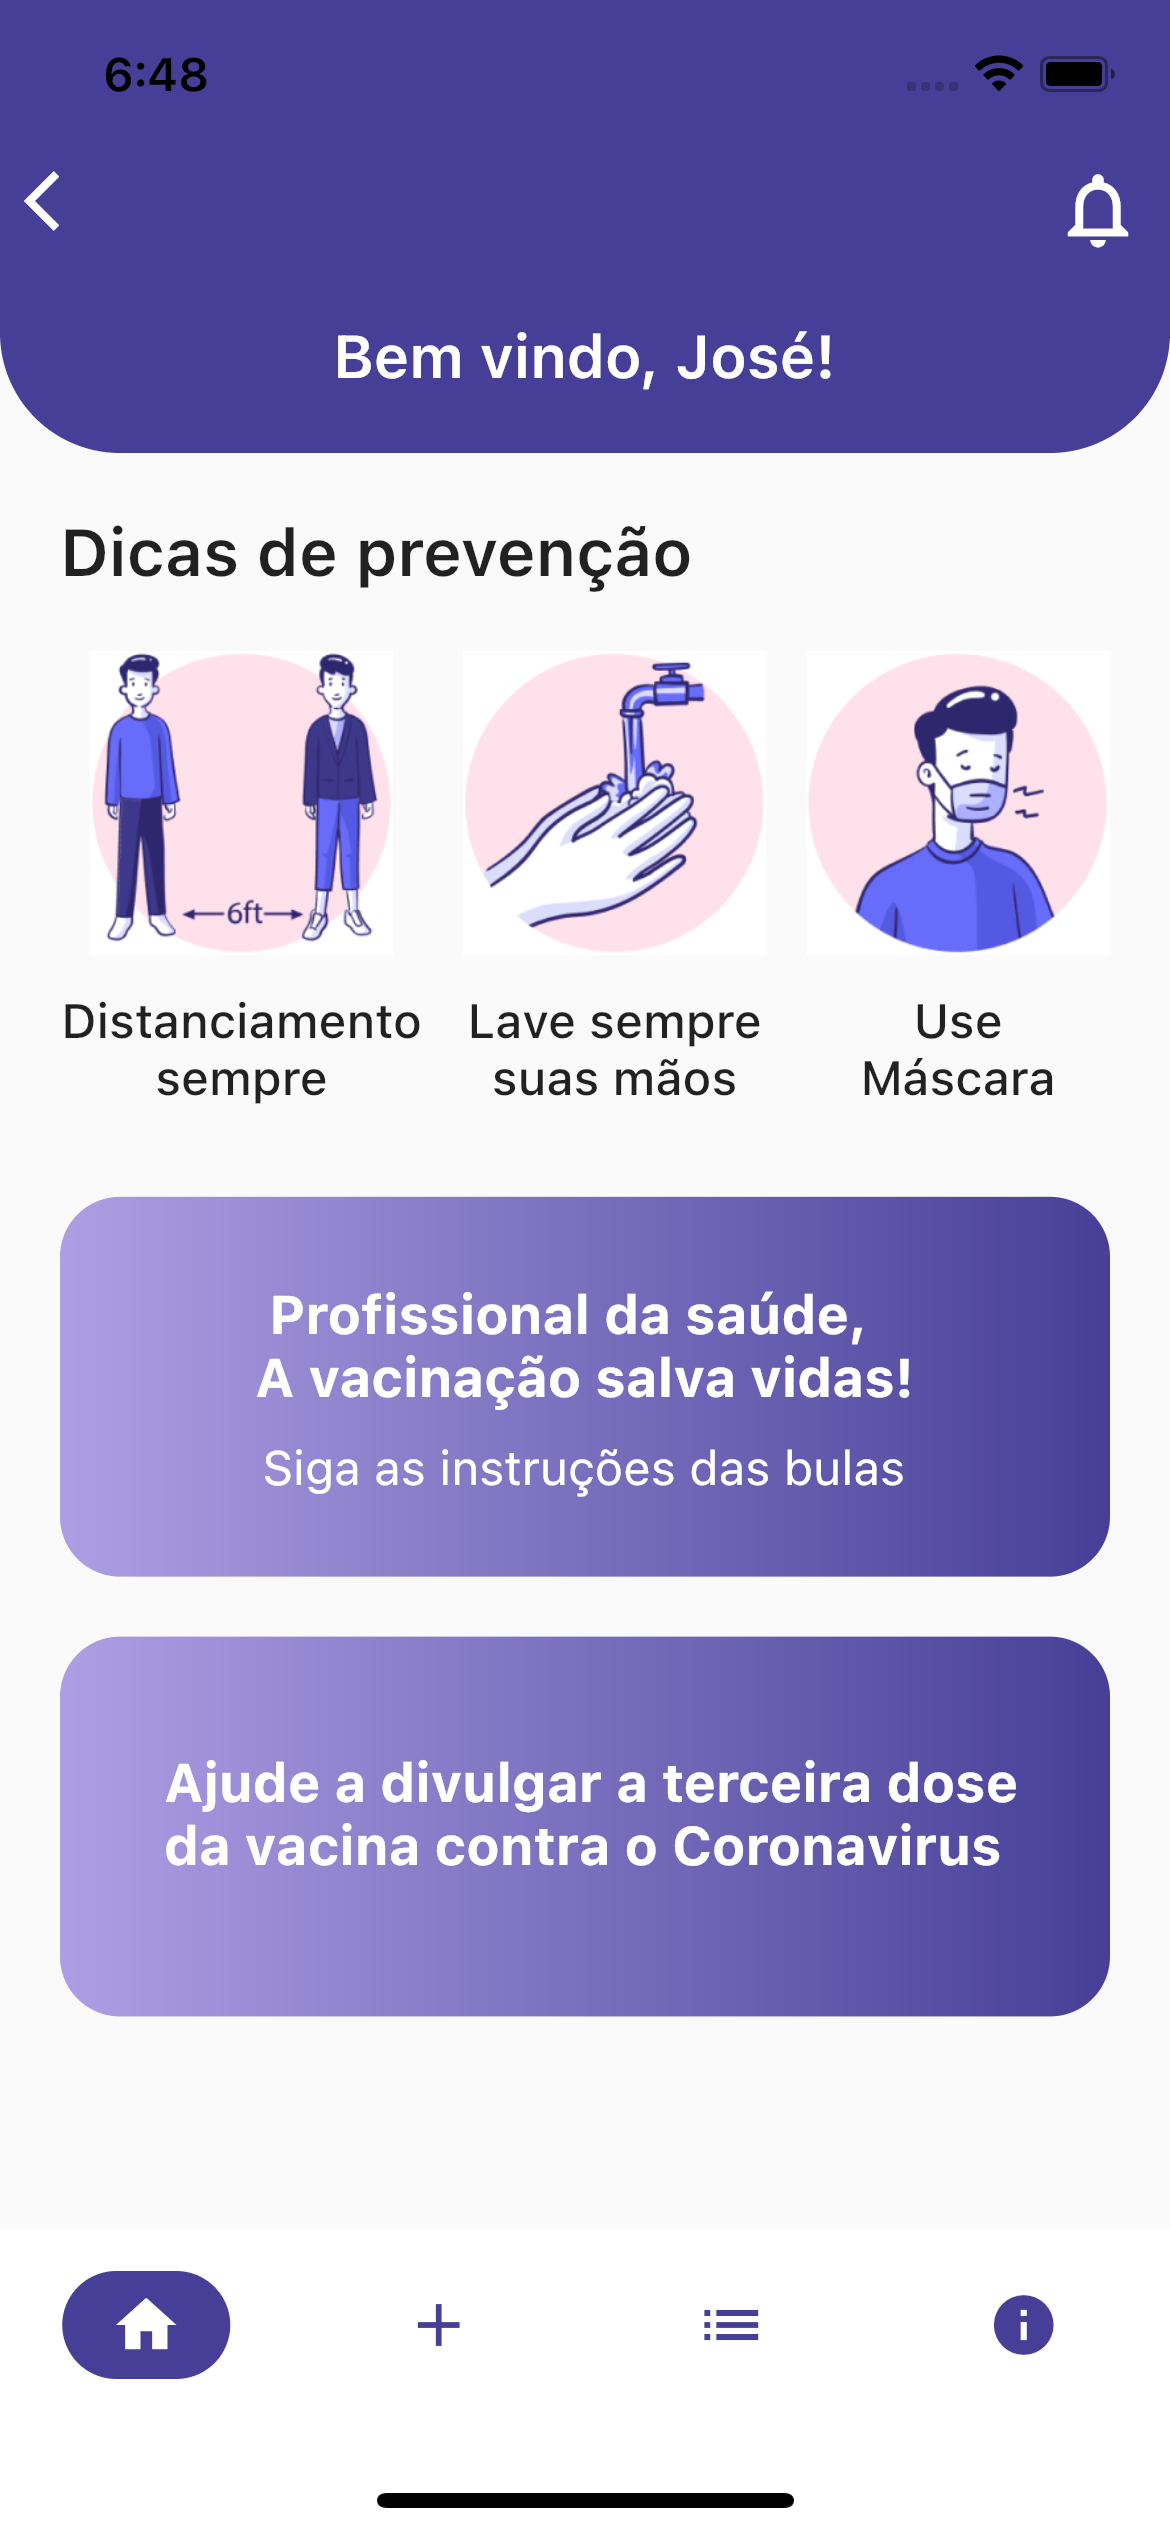 6:48
Bem vindo, José!
Dicas de prevenção
6ft
Distanciamento
sempre
Lave sempre
suas mãos
Use
Máscara
Profissional da saúde,
A vacinação salva vidas!
Siga as instruções das bulas
Ajude a divulgar a terceira dose
da vacina contra o Coronavirus